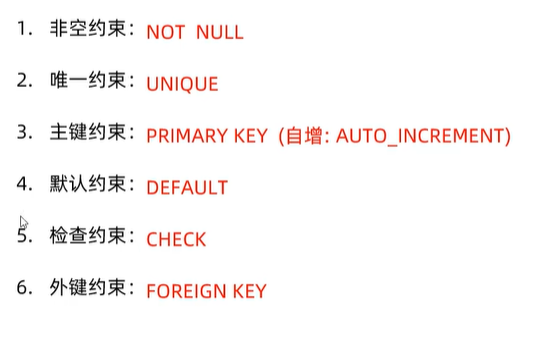 1. 非空约束：NOT NULL
2. 唯一约束：UNIQUE
3. 主键约束：PRIMARY KEY (自增: AUTO_INCREMENT)
4. 默认约束：DEFAULT
5. 检查约束：CHECK
6. 外键约束：FOREIGN KEY